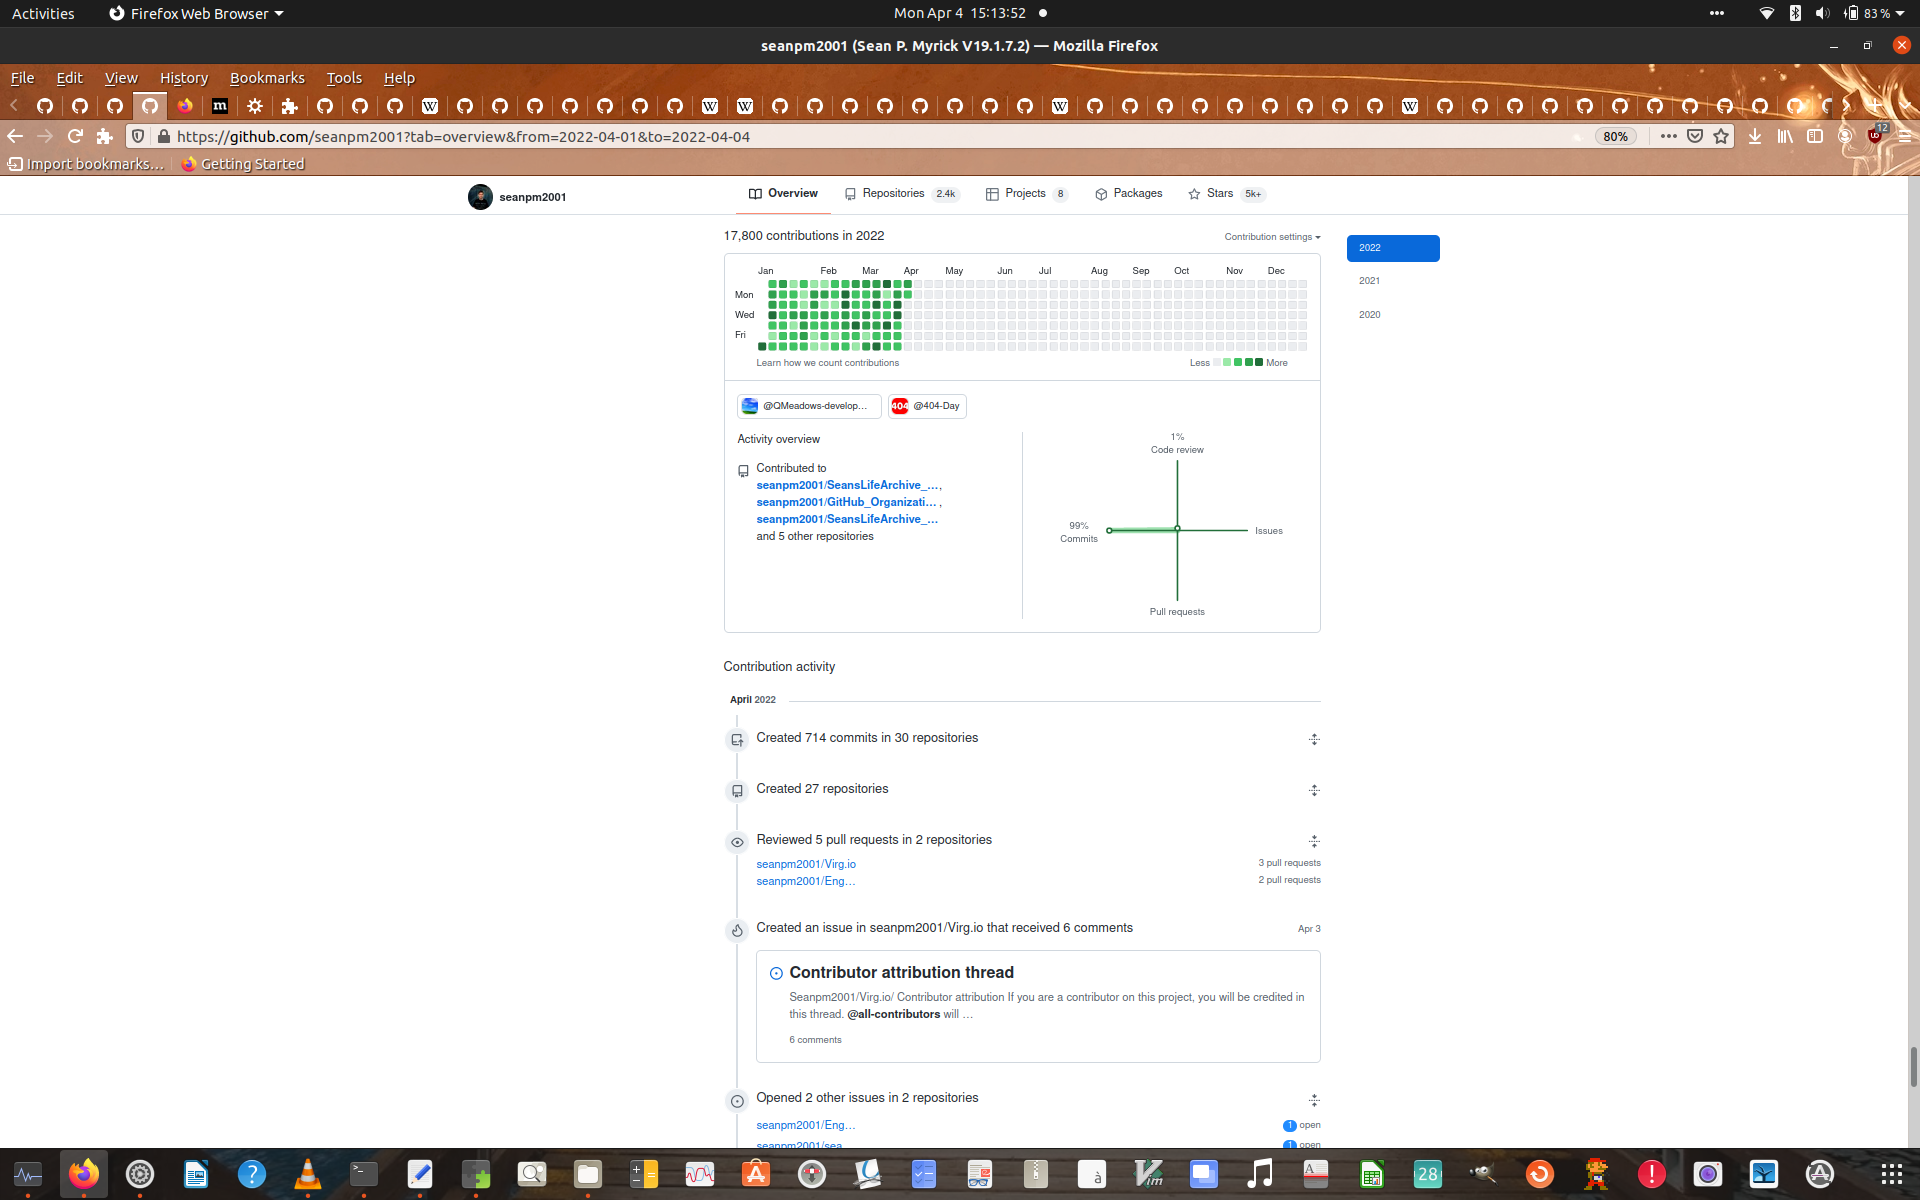 Activities
Firefox Web Browser
Mon Apr 4 15:13:52
83 %
seanpm2001 (Sean P. Myrick V19.1.7.2) — Mozilla Firefox
File Edit View History Bookmarks Tools Help
https://github.com/seanpm2001?tab=overview&from=2022-04-01&to=2022-04-04
80%
12
Import bookmarks...
Getting Started
seanpm2001
Overview
Repositories 2.4k
Projects 8
Packages
Stars 5k+
17,800 contributions in 2022
Contribution settings
2022
2021
2020
Jan Feb Mar Apr May Jun Jul Aug Sep Oct Nov Dec
Mon
Wed
Fri
Learn how we count contributions
Less More
@QMeadows-develop...
404 @404-Day
Activity overview
Contributed to
seanpm2001/SeansLifeArchive_...,
seanpm2001/GitHub_Organizati... ,
seanpm2001/SeansLifeArchive_...
and 5 other repositories
1%
Code review
99%
Commits
Issues
Pull requests
Contribution activity
April 2022
Created 714 commits in 30 repositories
Created 27 repositories
Reviewed 5 pull requests in 2 repositories
seanpm2001/Virg.io 3 pull requests
seanpm2001/Eng... 2 pull requests
Created an issue in seanpm2001/Virg.io that received 6 comments
Apr 3
Contributor attribution thread
Seanpm2001/Virg.io/ Contributor attribution If you are a contributor on this project, you will be credited in
this thread. @all-contributors will ...
6 comments
Opened 2 other issues in 2 repositories
seanpm2001/Eng... 1 open
seanpm2001/sea... 1 open
28